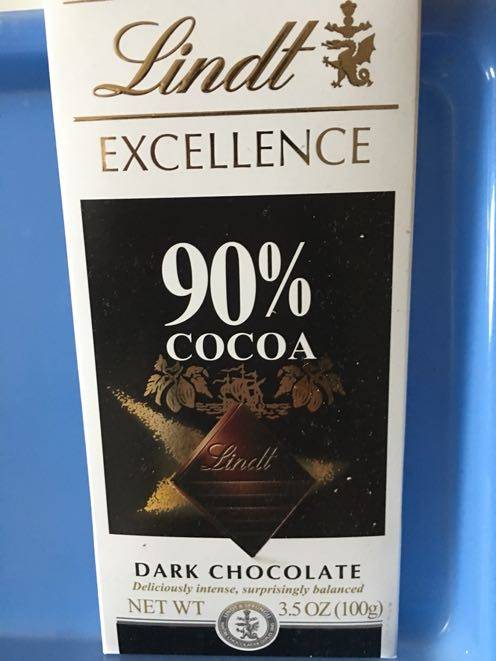 Lindt
EXCELLENCE
90%
COCOA
Lindt
DARK CHOCOLATE
Deliciously intense, surprisingly balanced
NET WT 3.5 OZ (100g)